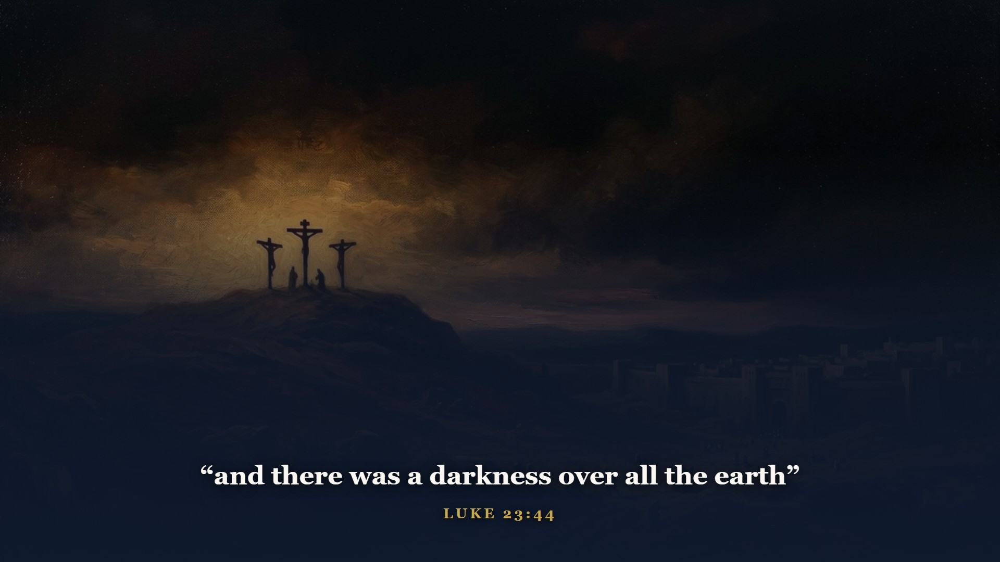 “and there was a darkness over all the earth”
LUKE 23:44